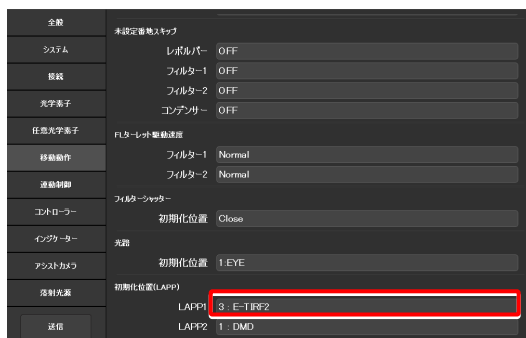 全般
システム
接続
光学素子
任意光学素子
移動動作
連動制御
コントローラー
インジケーター
アシストカメラ
落射光源
送信
未設定番地スキップ
レボルバー OFF
フィルター1 OFF
フィルター2 OFF
コンデンサー OFF
FLターレット駆動速度
フィルター1 Normal
フィルター2 Normal
フィルターシャッター
初期化位置 Close
光路
初期化位置 1:EYE
初期化位置(LAPP)
LAPP1 3 : E-TIRF2
LAPP2 1 : DMD